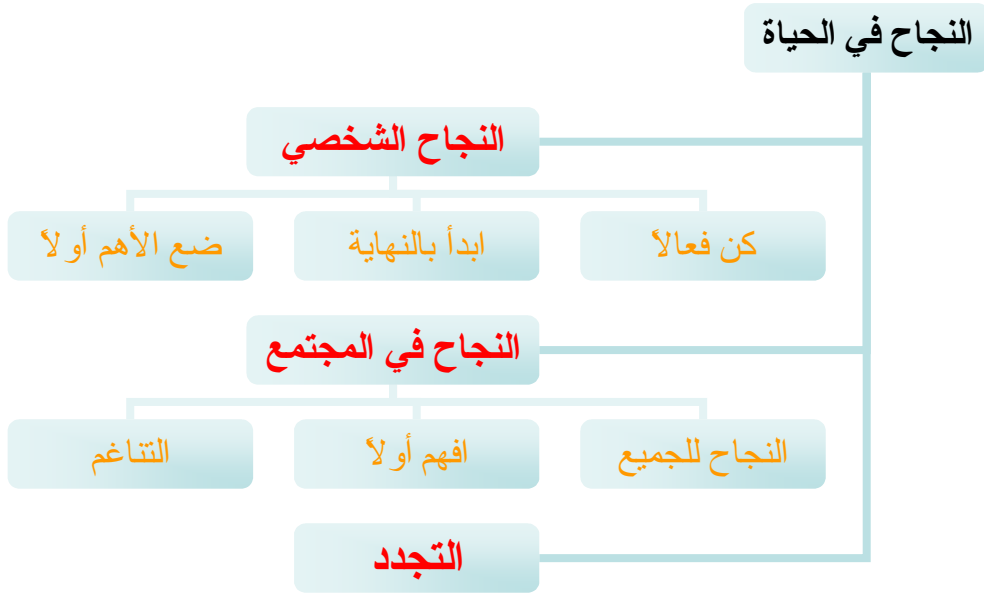 النجاح في الحياة
النجاح الشخصي
كن فعالاً
ابدأ بالنهاية
ضع الأهم أولاً
النجاح في المجتمع
النجاح للجميع
افهم أولاً
التناغم
التجدد